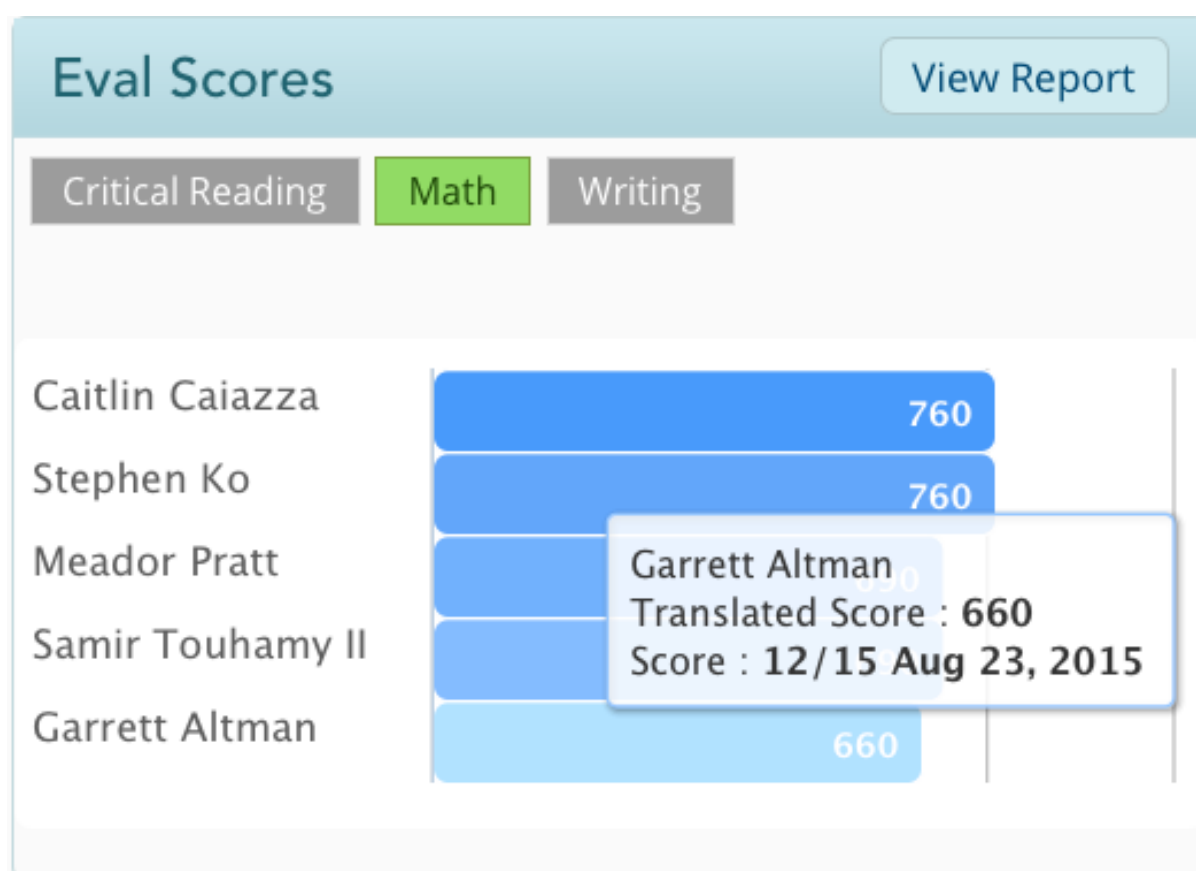 Eval Scores
View Report
Critical Reading
Math
Writing
Caitlin Caiazza
760
Stephen Ko
760
Meador Pratt
690
Samir Touhamy II
Garrett Altman
660
Garrett Altman
Translated Score : 660
Score : 12/15 Aug 23, 2015